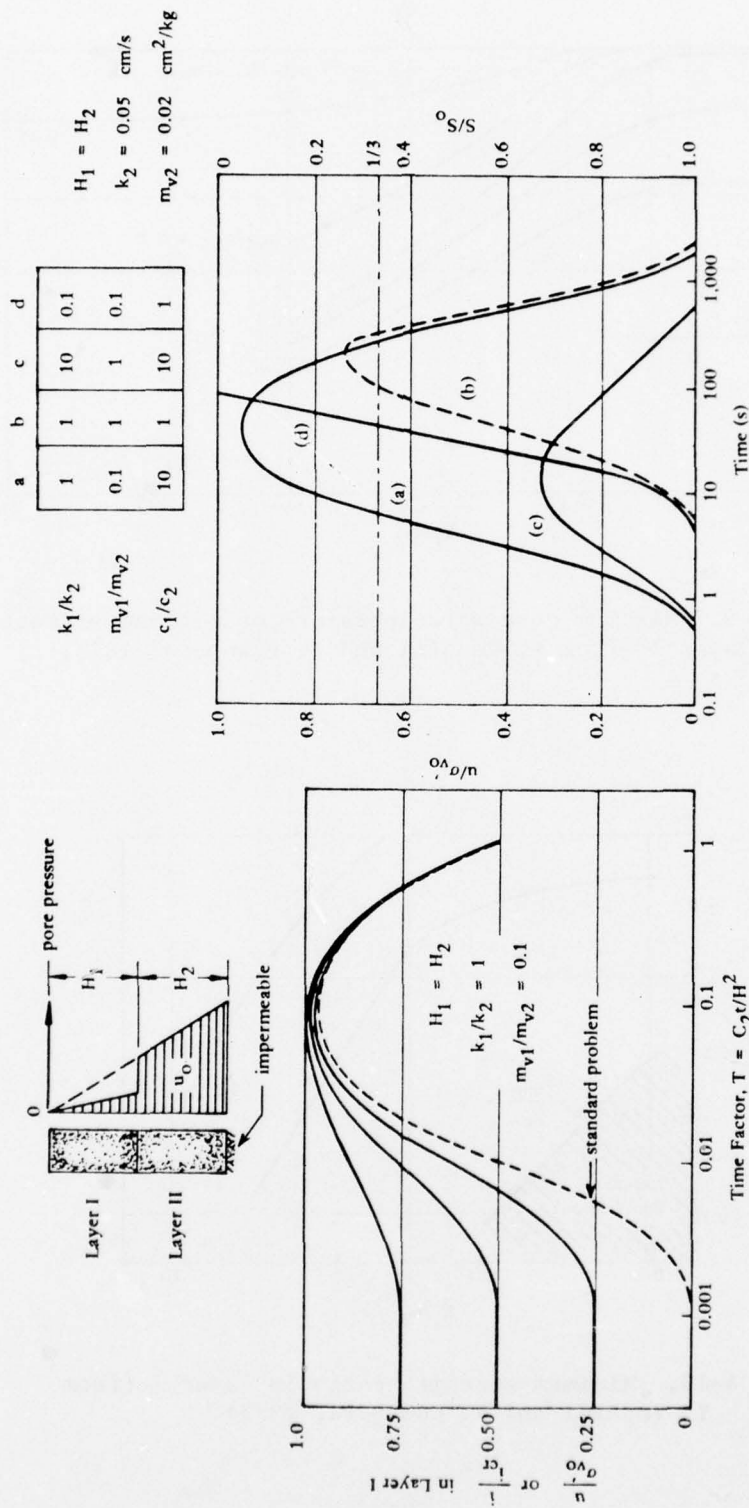 a b c d
k1/k2 1 1 10 0.1
mv1/mv2 0.1 1 1 0.1
c1/c2 10 1 10 1
H1 = H2
k2 = 0.05 cm/s
mv2 = 0.02 cm²/kg
u/σ'vo
1.0
0.8
0.6
0.4
0.2
0
S/So
0
0.2
1/3
0.4
0.6
0.8
1.0
(a)
(d)
(b)
(c)
0.1 1 10 100 1,000
Time (s)
pore pressure
0
Layer I
Layer II
H1
H2
uo
impermeable
u/σ'vo or i/icr in Layer I
1.0
0.75
0.50
0.25
0
H1 = H2
k1/k2 = 1
mv1/mv2 = 0.1
standard problem
0.001 0.01 0.1 1
Time Factor, T = C2t/H²